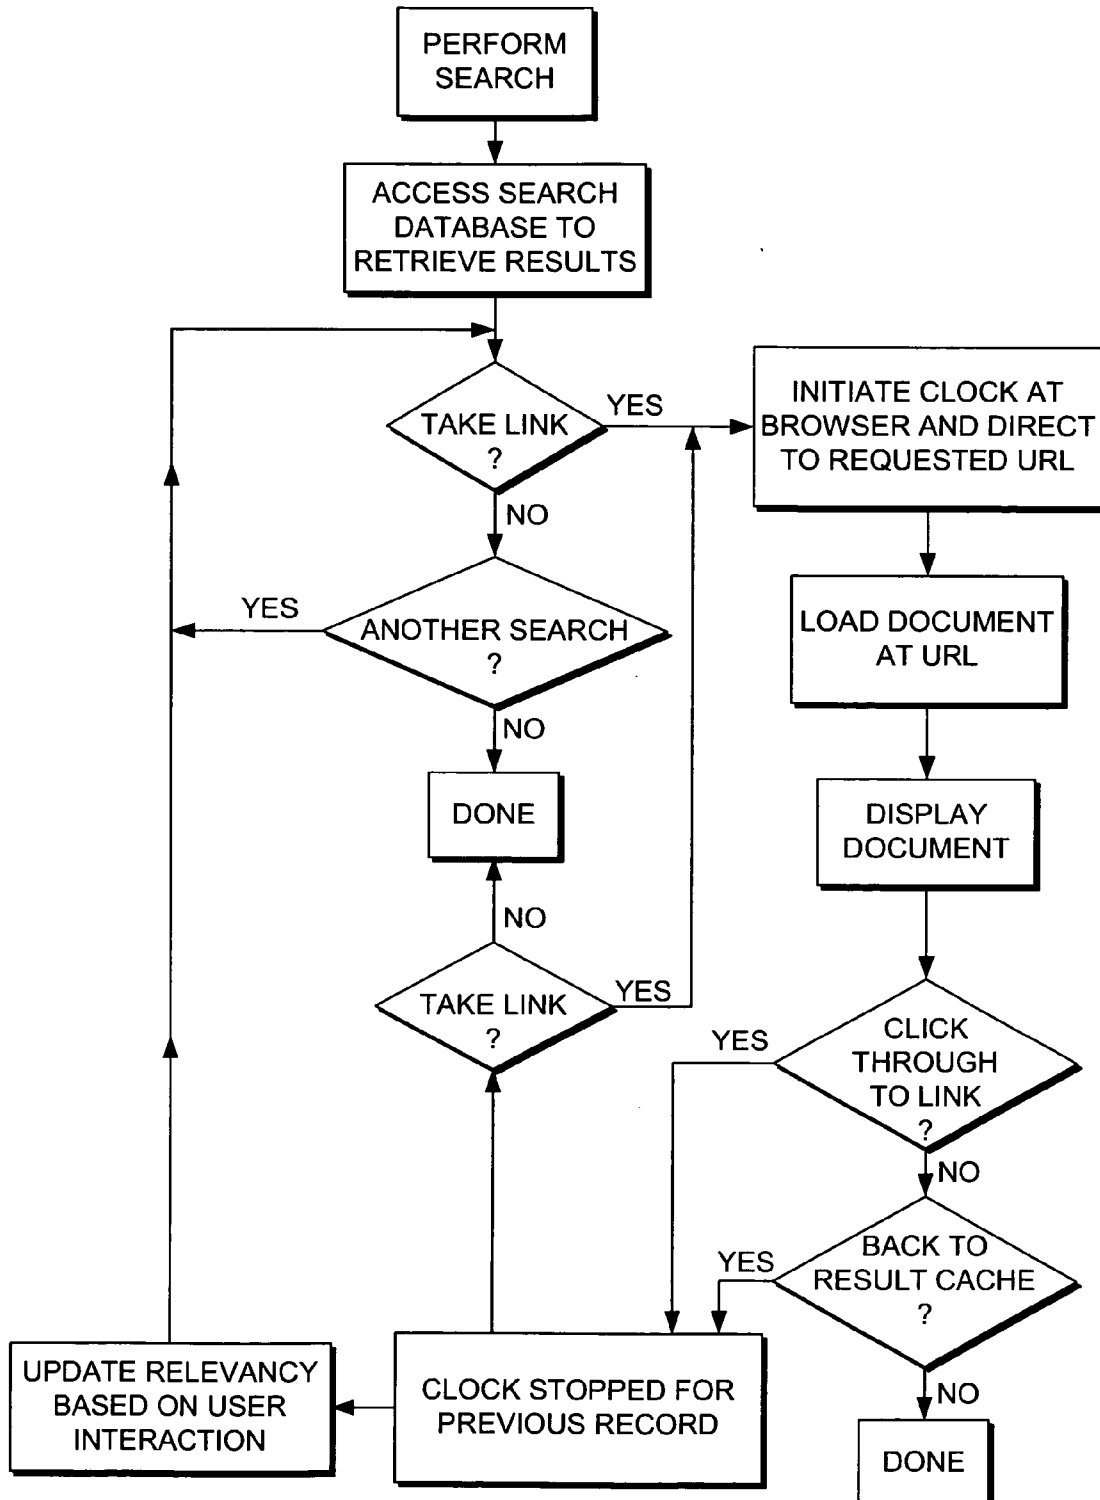 PERFORM
SEARCH
ACCESS SEARCH
DATABASE TO
RETRIEVE RESULTS
TAKE LINK
?
YES
INITIATE CLOCK AT
BROWSER AND DIRECT
TO REQUESTED URL
NO
YES
ANOTHER SEARCH
?
LOAD DOCUMENT
AT URL
NO
DONE
DISPLAY
DOCUMENT
NO
TAKE LINK
?
YES
YES
CLICK
THROUGH
TO LINK
?
NO
YES
BACK TO
RESULT CACHE
?
UPDATE RELEVANCY
BASED ON USER
INTERACTION
CLOCK STOPPED FOR
PREVIOUS RECORD
NO
DONE